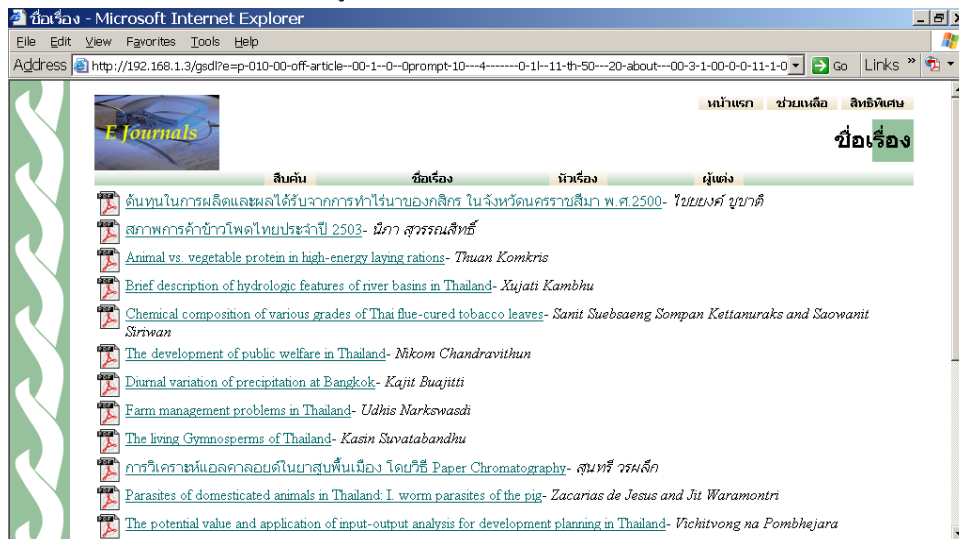 ชื่อเรื่อง - Microsoft Internet Explorer
File Edit View Favorites Tools Help
Address http://192.168.1.3/gsdl?e=p-010-00-off-article--00-1--0--0prompt-10---4-------0-1l--11-th-50---20-about---00-3-1-00-0-0-11-1-0 Go Links »
หน้าแรก ช่วยเหลือ สิทธิพิเศษ
E Journals
ชื่อเรื่อง
สืบค้น ชื่อเรื่อง หัวเรื่อง ผู้แต่ง
ต้นทุนในการผลิตและผลได้รับจากการทำไร่นาของกสิกร ในจังหวัดนครราชสีมา พ.ศ.2500- ไชยยงค์ ชูชาติ
สภาพการค้าข้าวโพดไทยประจำปี 2503- นิภา สุวรรณสิทธิ์
Animal vs. vegetable protein in high-energy laying rations- Thuan Komkris
Brief description of hydrologic features of river basins in Thailand- Xujati Kambhu
Chemical composition of various grades of Thai flue-cured tobacco leaves- Sanit Suebsaeng Sompan Kettanuraks and Saowanit
Siriwan
The development of public welfare in Thailand- Nikom Chandravithun
Diurnal variation of precipitation at Bangkok- Kajit Buajitti
Farm management problems in Thailand- Udhis Narkswasdi
The living Gymnosperms of Thailand- Kasin Suvatabandhu
การวิเคราะห์แอลคาลอยด์ในยาสูบพื้นเมือง โดยวิธี Paper Chromatography- สุนทรี วรผลึก
Parasites of domesticated animals in Thailand: I. worm parasites of the pig- Zacarias de Jesus and Jit Waramontri
The potential value and application of input-output analysis for development planning in Thailand- Vichitvong na Pombhejara